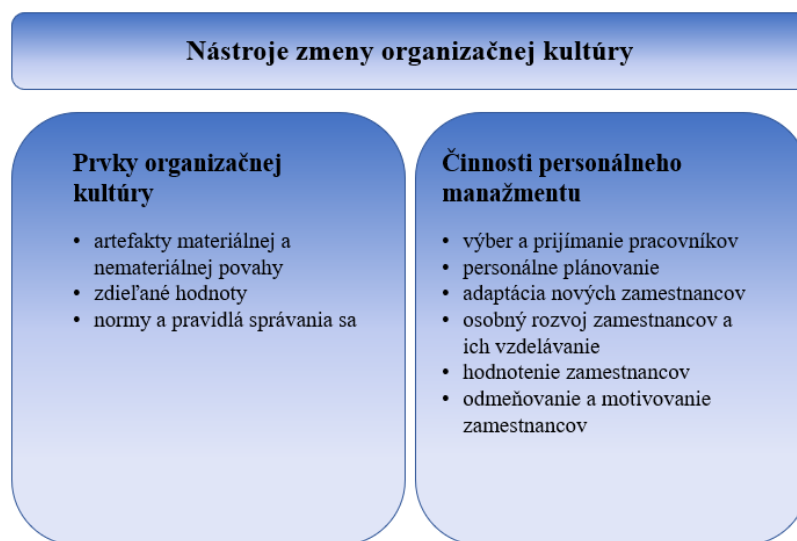 Nástroje zmeny organizačnej kultúry
Prvky organizačnej
kultúry
• artefakty materiálnej a
nemateriálnej povahy
• zdieľané hodnoty
• normy a pravidlá správania sa
Činnosti personálneho
manažmentu
• výber a prijímanie pracovníkov
• personálne plánovanie
• adaptácia nových zamestnancov
• osobný rozvoj zamestnancov a
ich vzdelávanie
• hodnotenie zamestnancov
• odmeňovanie a motivovanie
zamestnancov